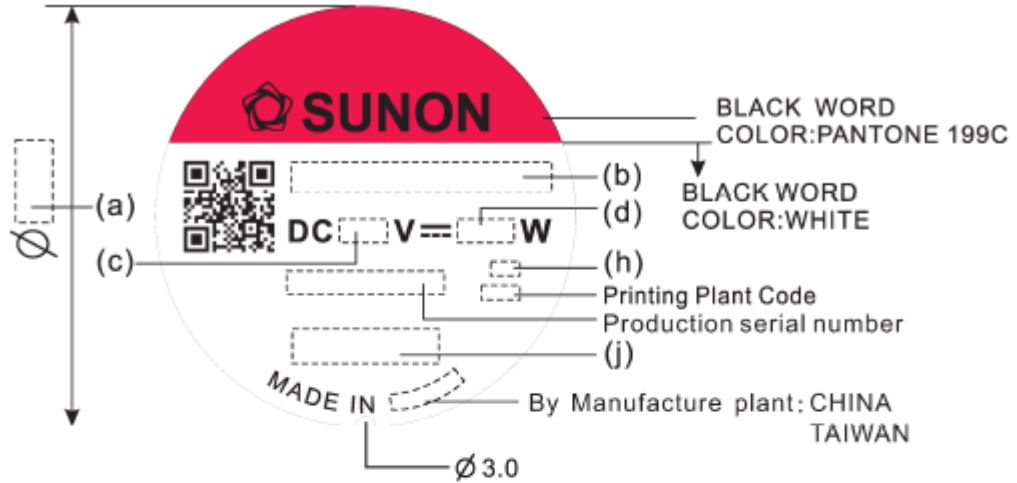 SUNON
BLACK WORD
COLOR:PANTONE 199C
BLACK WORD
COLOR:WHITE
(a)
(b)
DC V W
(d)
(c)
(h)
Printing Plant Code
Production serial number
(j)
MADE IN
By Manufacture plant: CHINA
TAIWAN
Ø
Ø 3.0